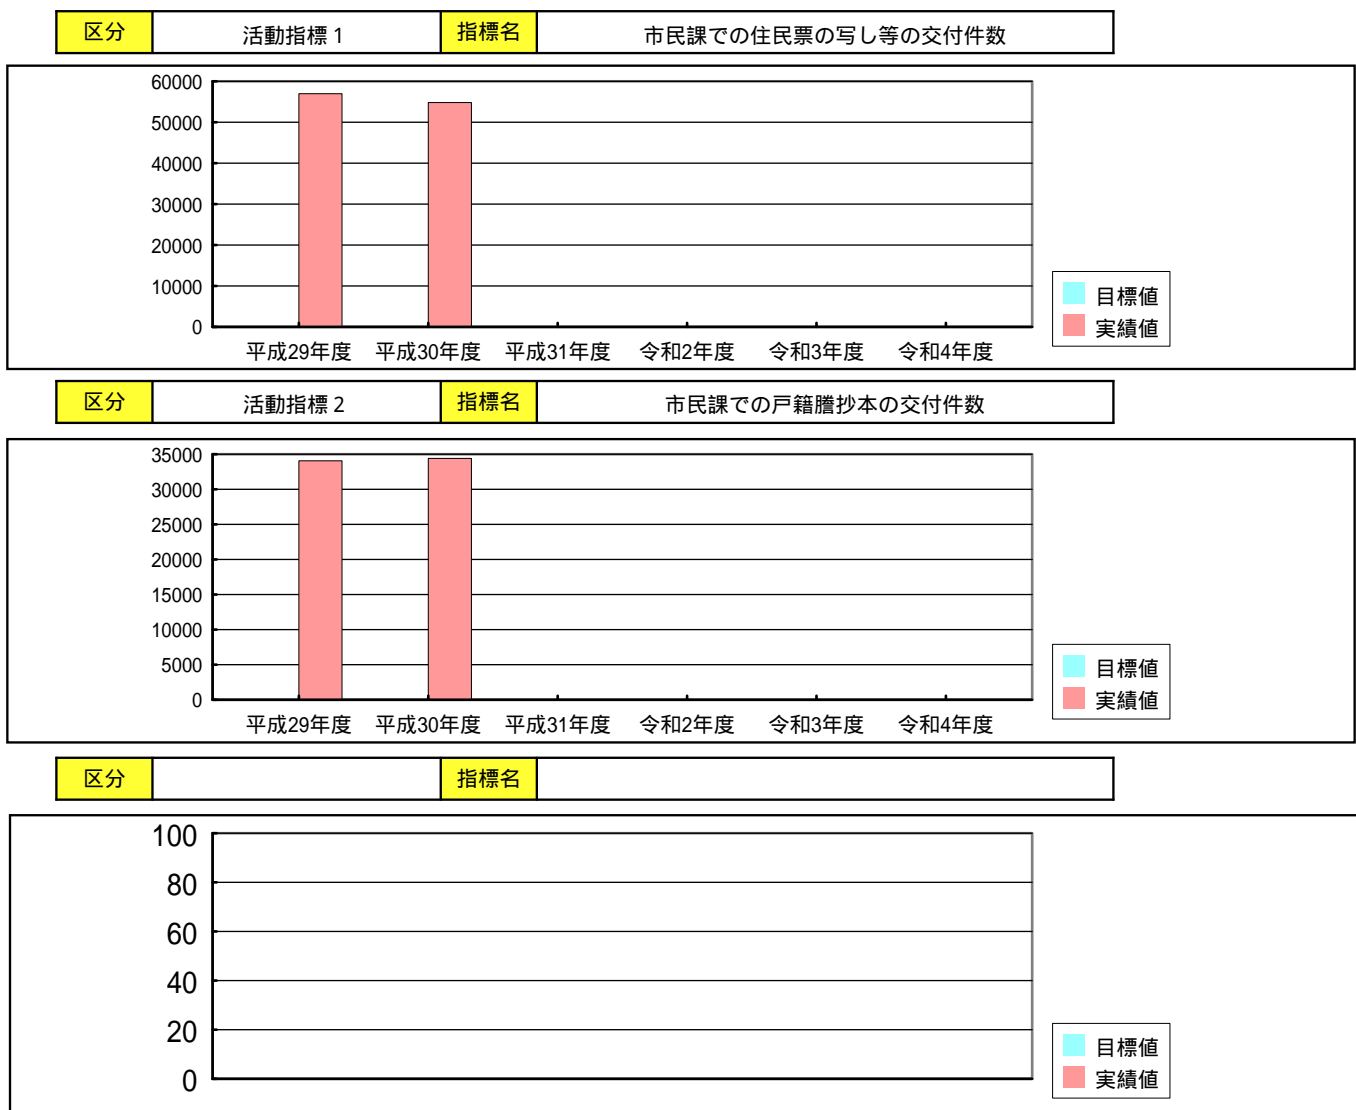 区分 活動指標１ 指標名 市民課での住民票の写し等の交付件数
60000
50000
40000
30000
20000
10000
0
平成29年度 平成30年度 平成31年度 令和2年度 令和3年度 令和4年度
目標値
実績値
区分 活動指標２ 指標名 市民課での戸籍謄抄本の交付件数
35000
30000
25000
20000
15000
10000
5000
0
平成29年度 平成30年度 平成31年度 令和2年度 令和3年度 令和4年度
目標値
実績値
区分 指標名
100
80
60
40
20
0
目標値
実績値